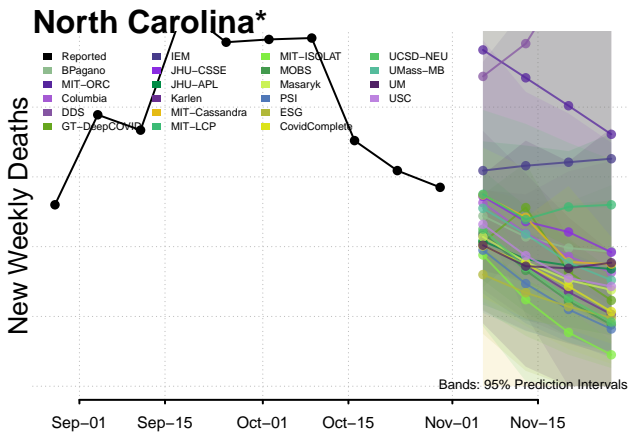 North Carolina*
Reported
BPagano
MIT−ORC
Columbia
DDS
GT−DeepCOVID
IEM
JHU−CSSE
JHU−APL
Karlen
MIT−Cassandra
MIT−LCP
MIT−ISOLAT
MOBS
Masaryk
PSI
ESG
CovidComplete
UCSD−NEU
UMass−MB
UM
USC
New Weekly Deaths
Bands: 95% Prediction Intervals
Sep−01 Sep−15 Oct−01 Oct−15 Nov−01 Nov−15